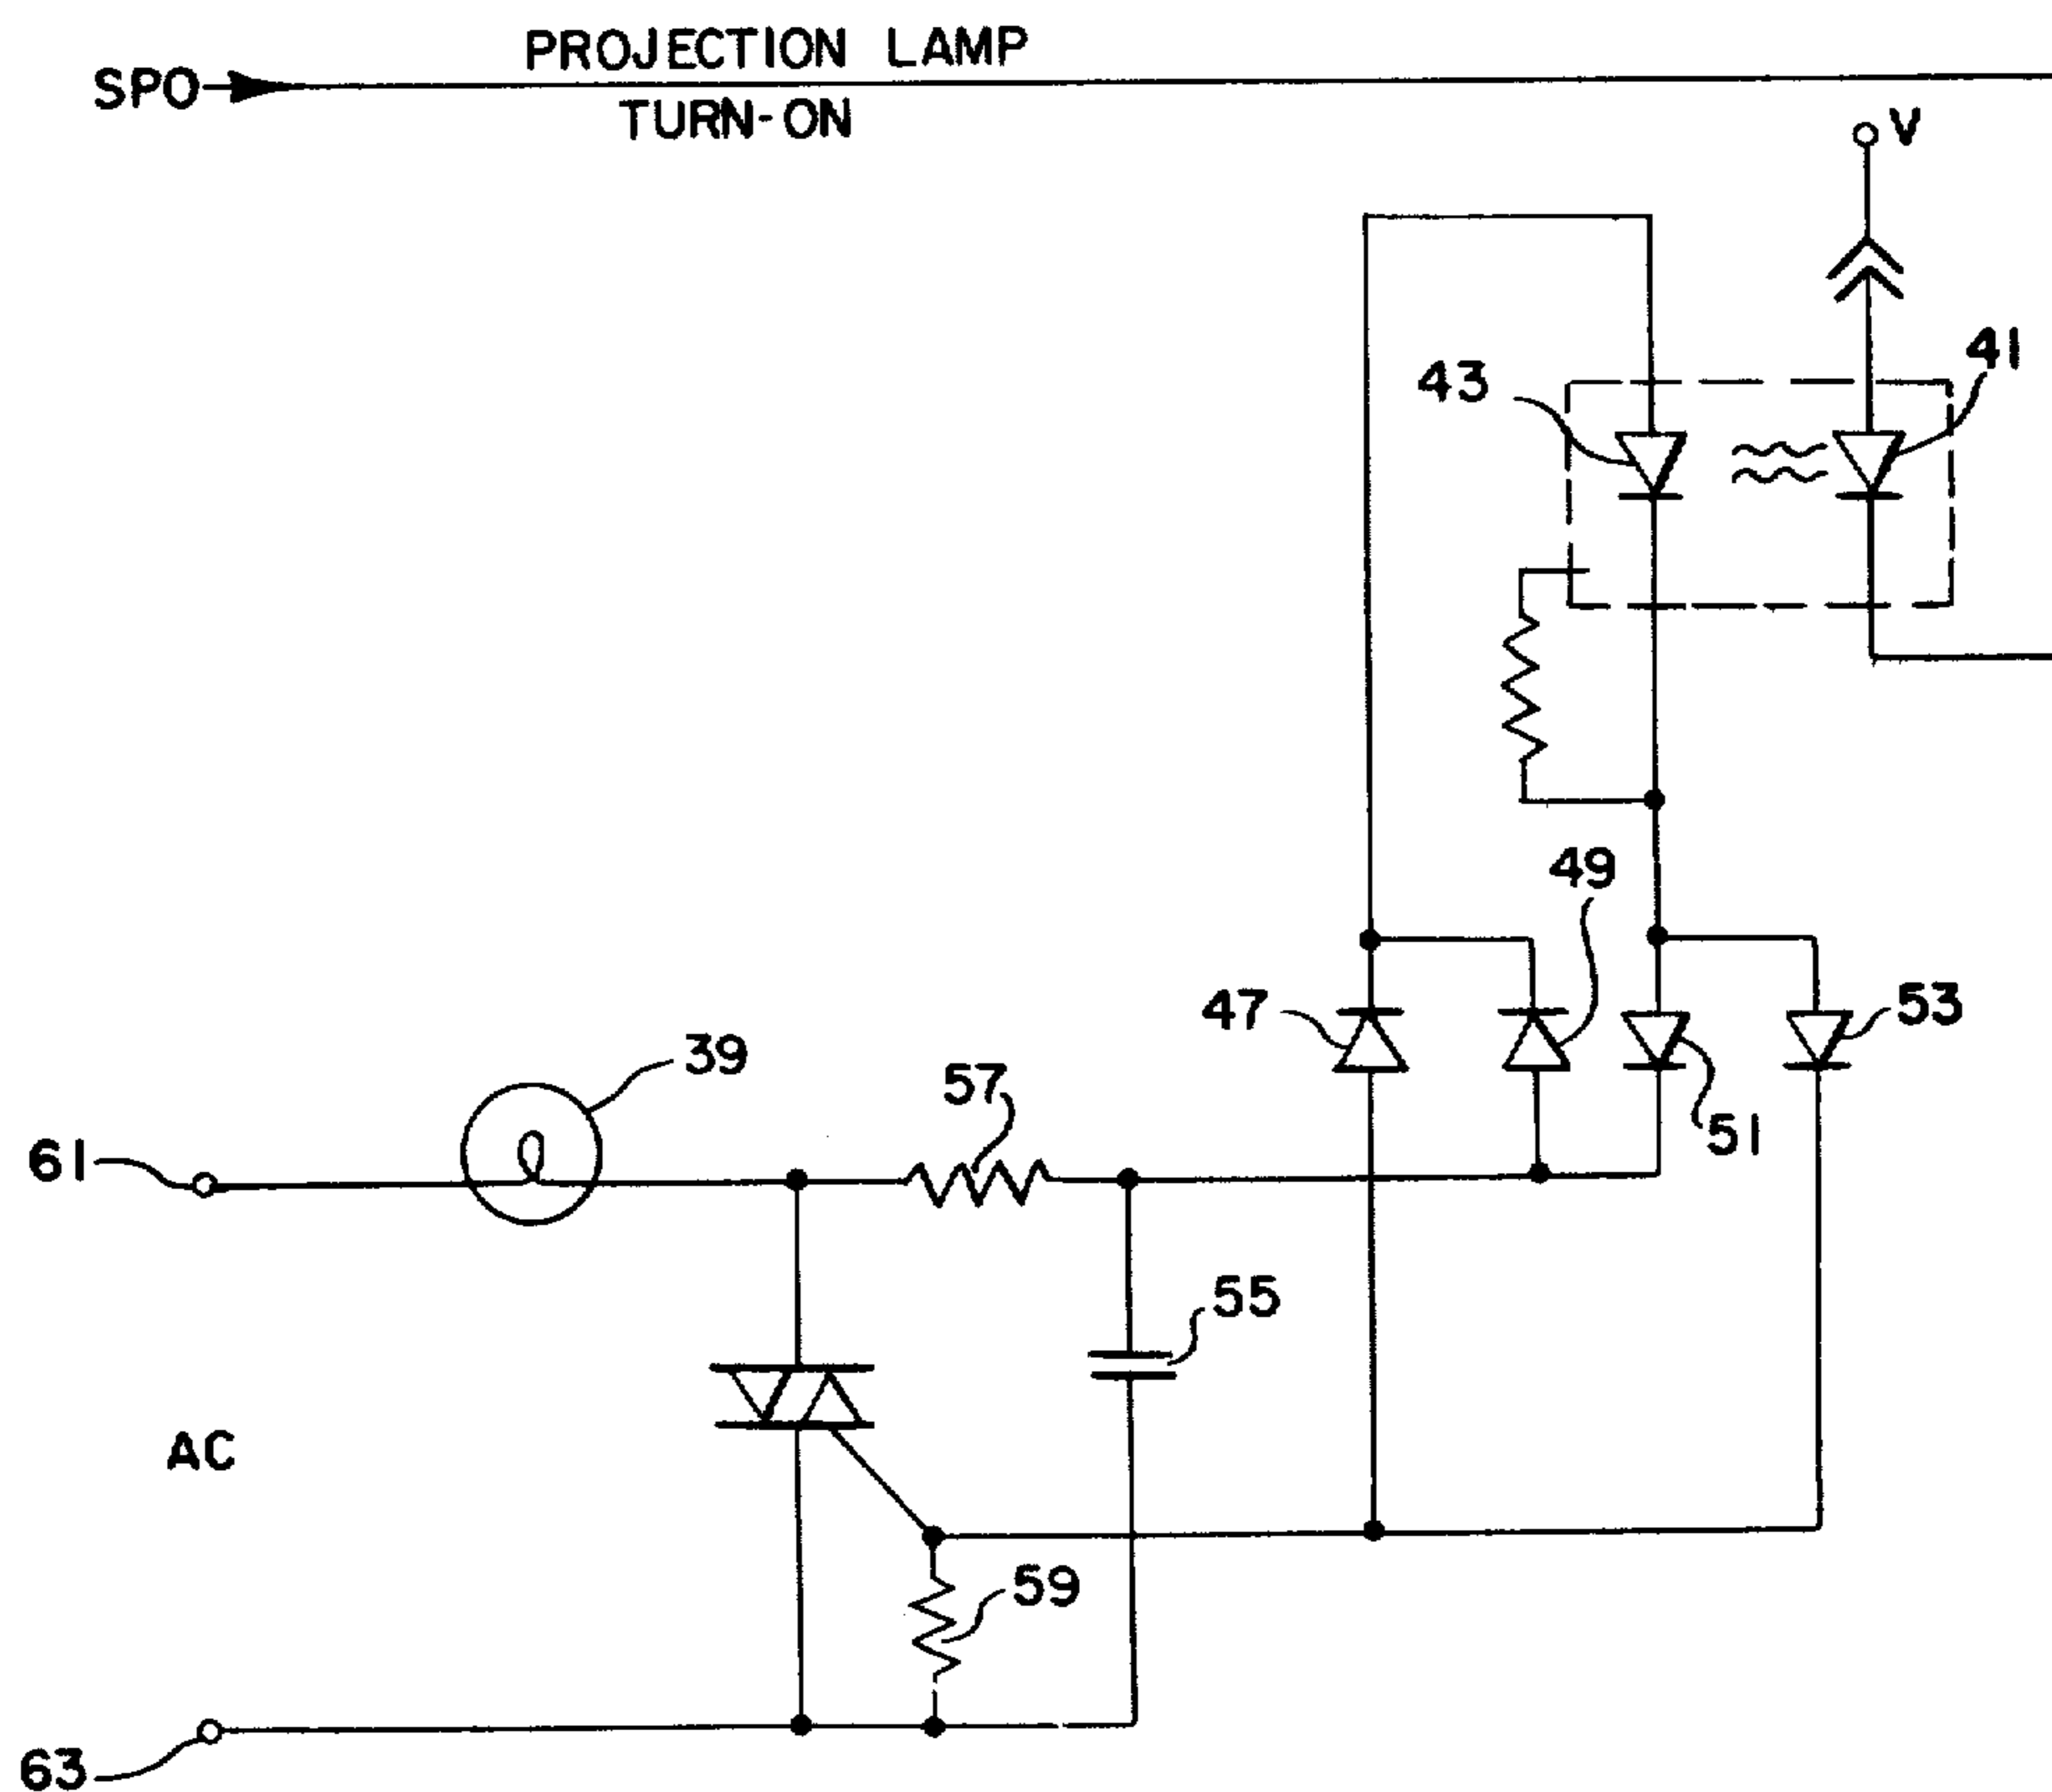 PROJECTION LAMP
SPO
TURN-ON
V
41
43
49
47
53
39
57
51
61
55
AC
59
63